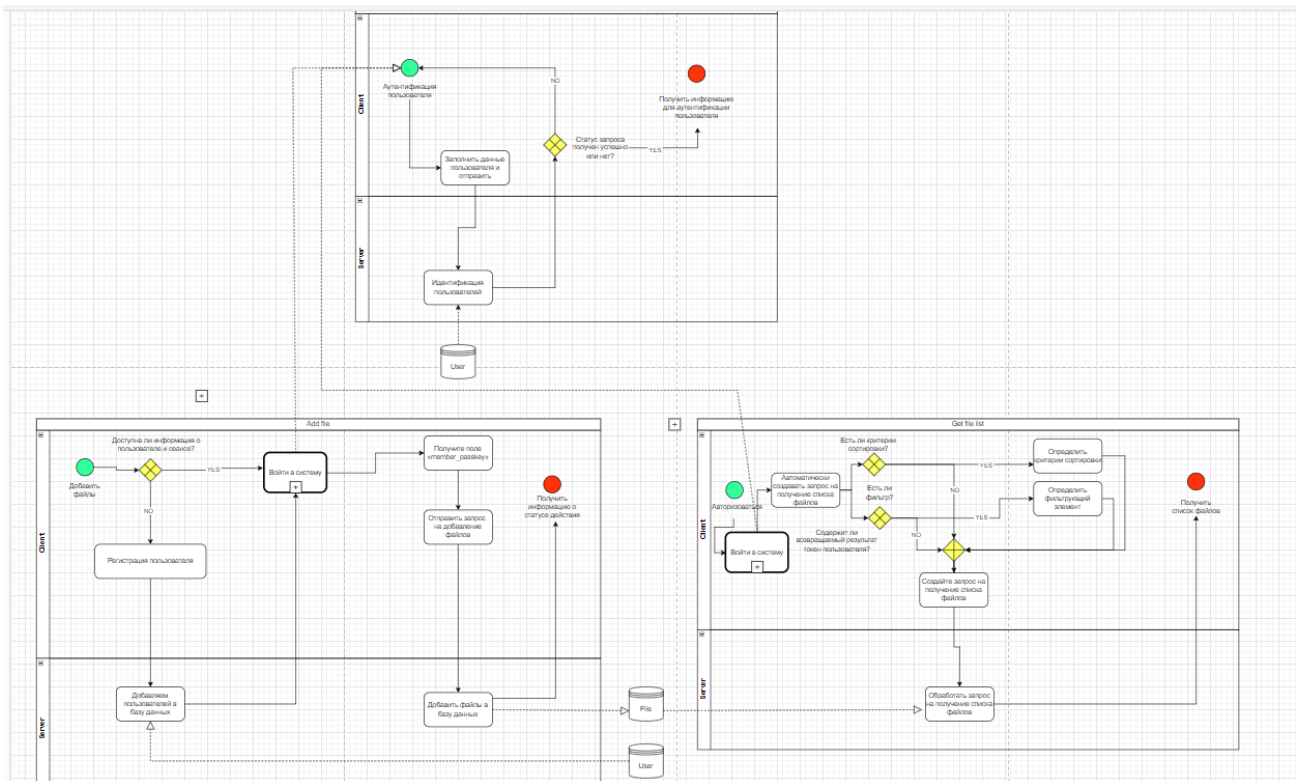 Client
Аутентификация
пользователя
NO
Получить информацию
для аутентификации
пользователя
Статус запроса
получен успешно
или нет?
YES
Заполнить данные
пользователя и
отправить
Server
Идентификация
пользователей
User
Add file
Client
Доступна ли информация о
пользователе и сеансе?
Добавить
файлы
YES
NO
Войти в систему
Получите поле
«member_passkey»
Получить
информацию о
статусе действия
Отправить запрос
на добавление
файлов
Регистрация пользователя
Server
Добавляем
пользователей в
базу данных
Добавить файлы в
базу данных
File
User
Get file list
Client
Есть ли критерии
сортировки?
YES
Определить
критерии сортировки
Автоматически
создавать запрос на
получение списка
файлов
NO
Есть ли
фильтр?
YES
Определить
фильтрующий
элемент
Получить
список файлов
Авторизоваться
NO
Содержит ли
возвращаемый результат
токен пользователя?
Войти в систему
Создайте запрос на
получение списка
файлов
Server
Обработать запрос
на получение списка
файлов